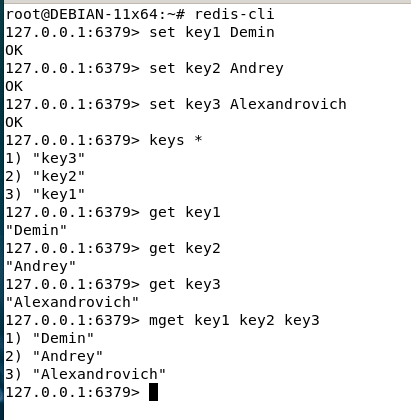 root@DEBIAN-11x64:~# redis-cli
127.0.0.1:6379> set key1 Demin
OK
127.0.0.1:6379> set key2 Andrey
OK
127.0.0.1:6379> set key3 Alexandrovich
OK
127.0.0.1:6379> keys *
1) "key3"
2) "key2"
3) "key1"
127.0.0.1:6379> get key1
"Demin"
127.0.0.1:6379> get key2
"Andrey"
127.0.0.1:6379> get key3
"Alexandrovich"
127.0.0.1:6379> mget key1 key2 key3
1) "Demin"
2) "Andrey"
3) "Alexandrovich"
127.0.0.1:6379>